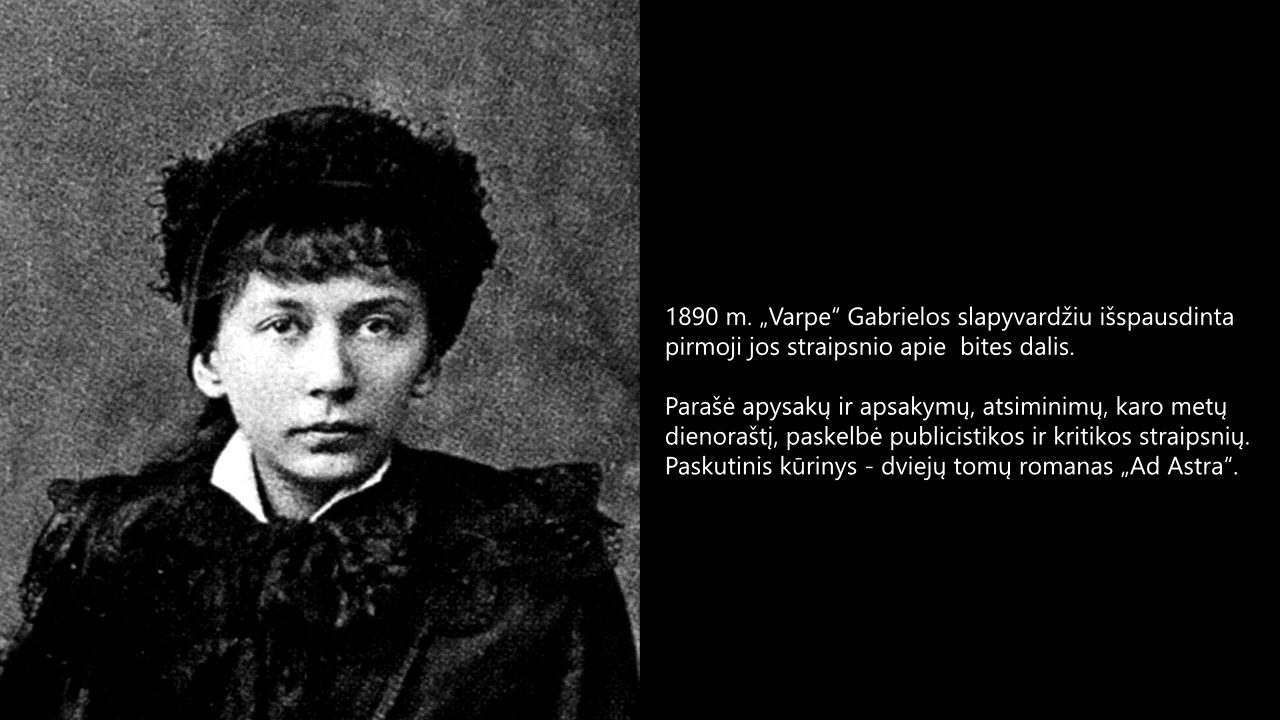 1890 m. „Varpe“ Gabrielos slapyvardžiu išspausdinta
pirmoji jos straipsnio apie  bites dalis.
Parašė apysakų ir apsakymų, atsiminimų, karo metų
dienoraštį, paskelbė publicistikos ir kritikos straipsnių.
Paskutinis kūrinys - dviejų tomų romanas „Ad Astra“.